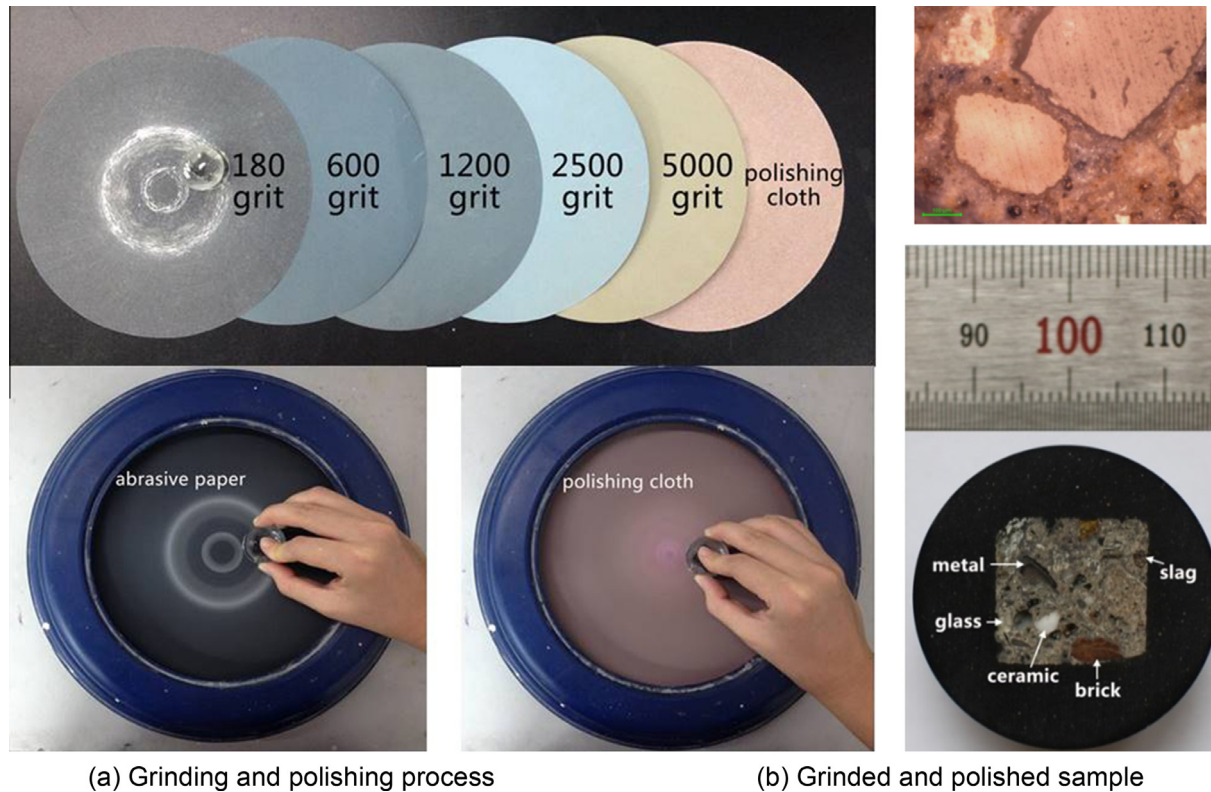 180
grit
600
grit
1200
grit
2500
grit
5000
grit
polishing
cloth
abrasive paper
polishing cloth
90 100 110
metal
slag
glass
ceramic
brick
(a) Grinding and polishing process
(b) Grinded and polished sample